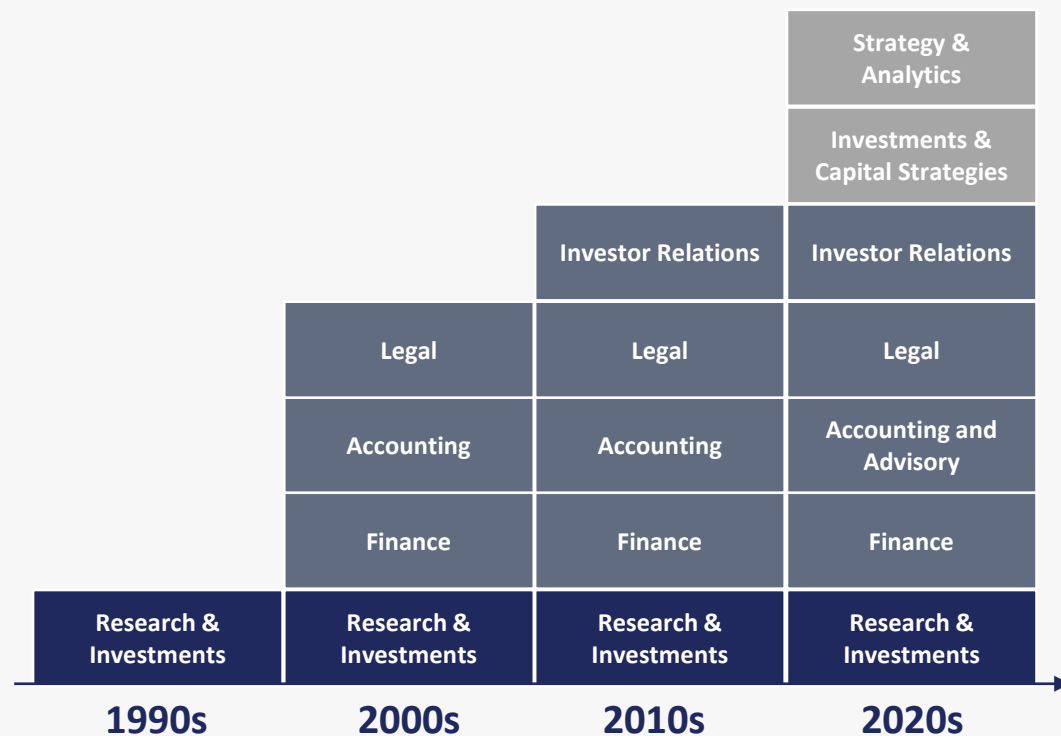 Strategy &
Analytics
Investments &
Capital Strategies
Investor Relations
Investor Relations
Legal
Legal
Legal
Accounting
Accounting
Accounting and
Advisory
Finance
Finance
Finance
Research &
Investments
Research &
Investments
Research &
Investments
Research &
Investments
1990s
2000s
2010s
2020s